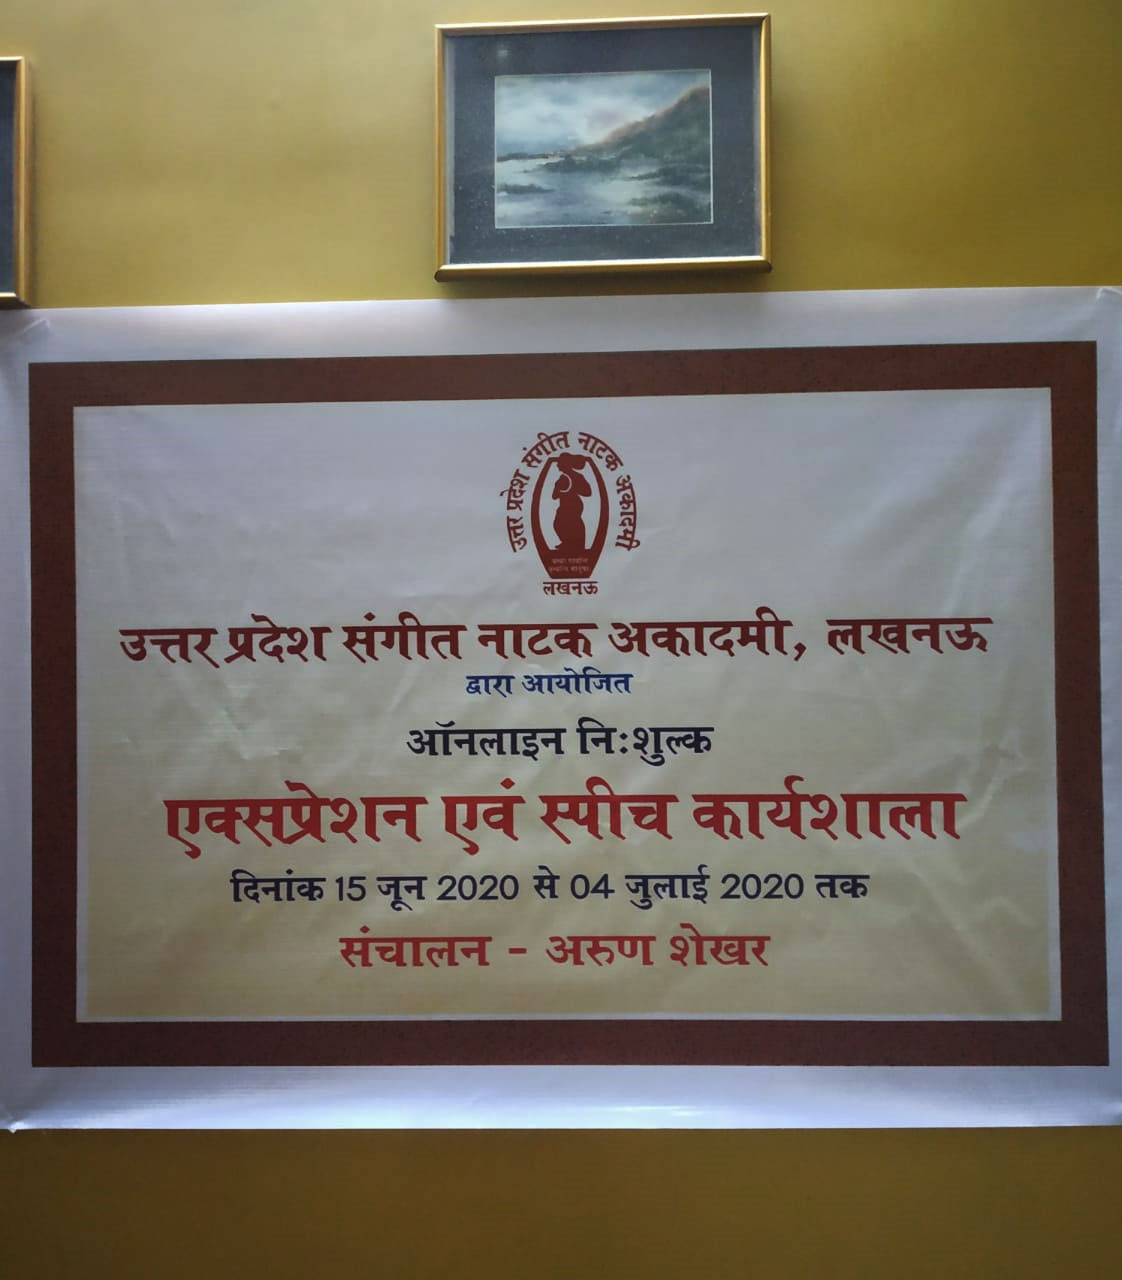 उत्तर प्रदेश संगीत नाटक अकादमी
लखनऊ
उत्तर प्रदेश संगीत नाटक अकादमी, लखनऊ
द्वारा आयोजित
ऑनलाइन नि:शुल्क
एक्सप्रेशन एवं स्पीच कार्यशाला
दिनांक 15 जून 2020 से 04 जुलाई 2020 तक
संचालन - अरुण शेखर